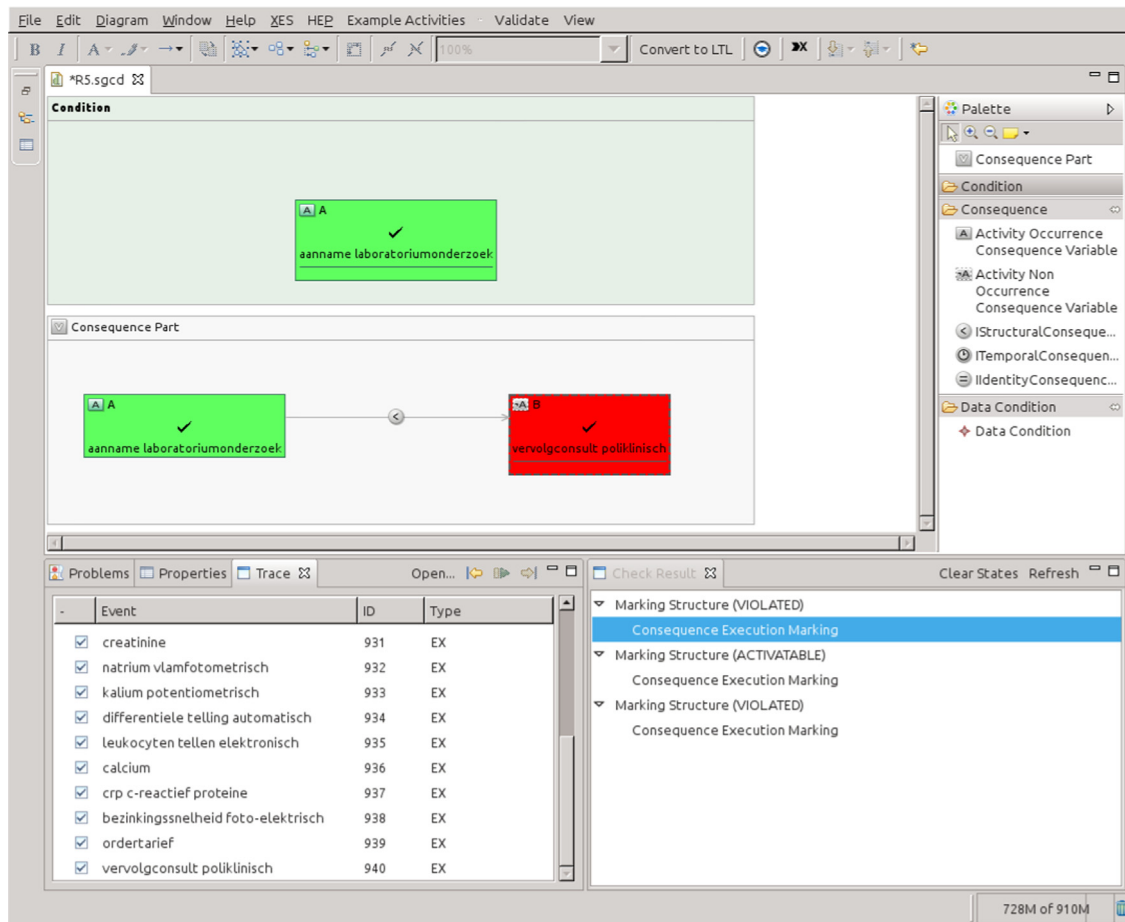 File Edit Diagram Window Help XES HEP Example Activities Validate View
B I A 100% Convert to LTL
*R5.sgcd
Condition
A A
aanname laboratoriumonderzoek
Consequence Part
A A
aanname laboratoriumonderzoek
<
A B
vervolgconsult poliklinisch
Palette
Consequence Part
Condition
Consequence
A Activity Occurrence
Consequence Variable
A Activity Non
Occurrence
Consequence Variable
< IStructuralConseque...
ITemporalConsequen...
= IIdentityConsequenc...
Data Condition
Data Condition
Problems Properties Trace Open...
- Event ID Type
creatinine 931 EX
natrium vlamfotometrisch 932 EX
kalium potentiometrisch 933 EX
differentiele telling automatisch 934 EX
leukocyten tellen elektronisch 935 EX
calcium 936 EX
crp c-reactief proteine 937 EX
bezinkingssnelheid foto-elektrisch 938 EX
ordertarief 939 EX
vervolgconsult poliklinisch 940 EX
Check Result Clear States Refresh
Marking Structure (VIOLATED)
Consequence Execution Marking
Marking Structure (ACTIVATABLE)
Consequence Execution Marking
Marking Structure (VIOLATED)
Consequence Execution Marking
728M of 910M